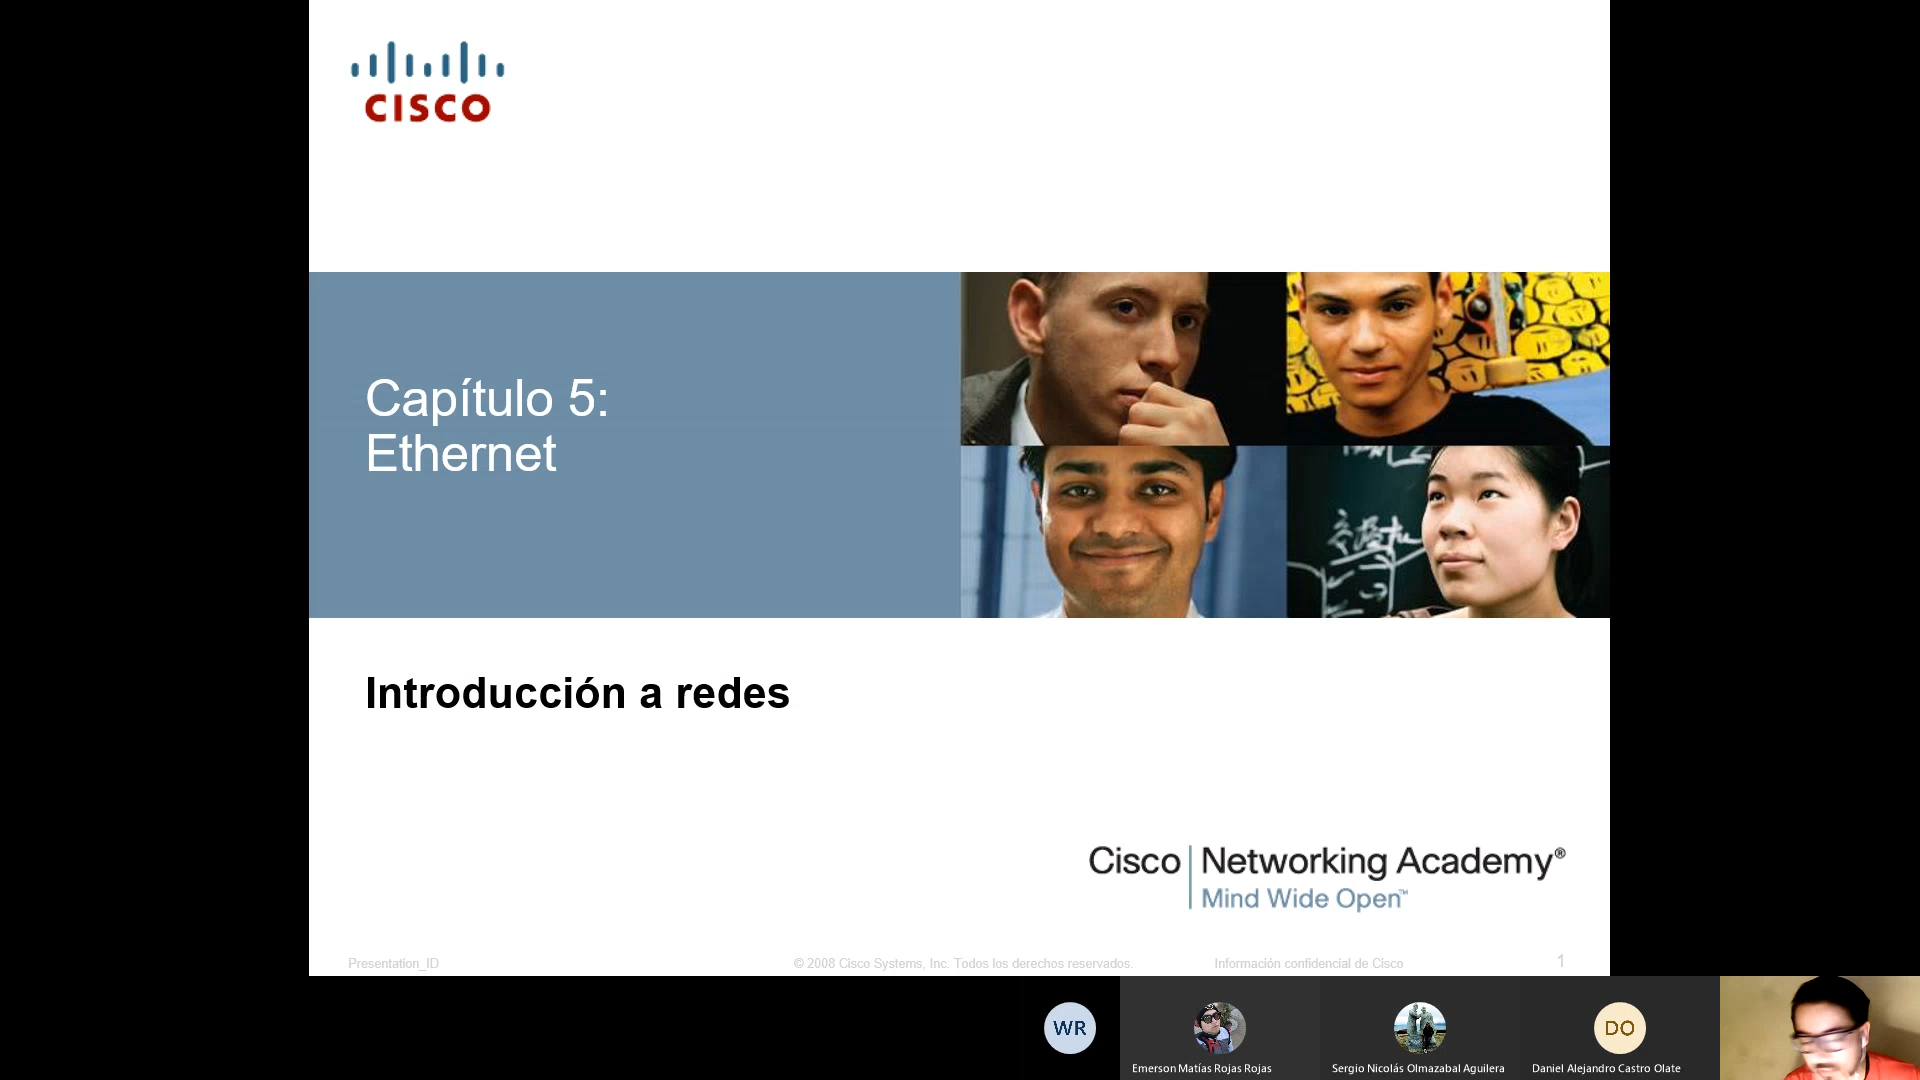 CISCO
Capítulo 5:
Ethernet
Introducción a redes
Cisco Networking Academy®
Mind Wide Open™
Presentation_ID
© 2008 Cisco Systems, Inc. Todos los derechos reservados.
Información confidencial de Cisco
1
WR
DO
Emerson Matías Rojas Rojas
Sergio Nicolás Olmazabal Aguilera
Daniel Alejandro Castro Olate